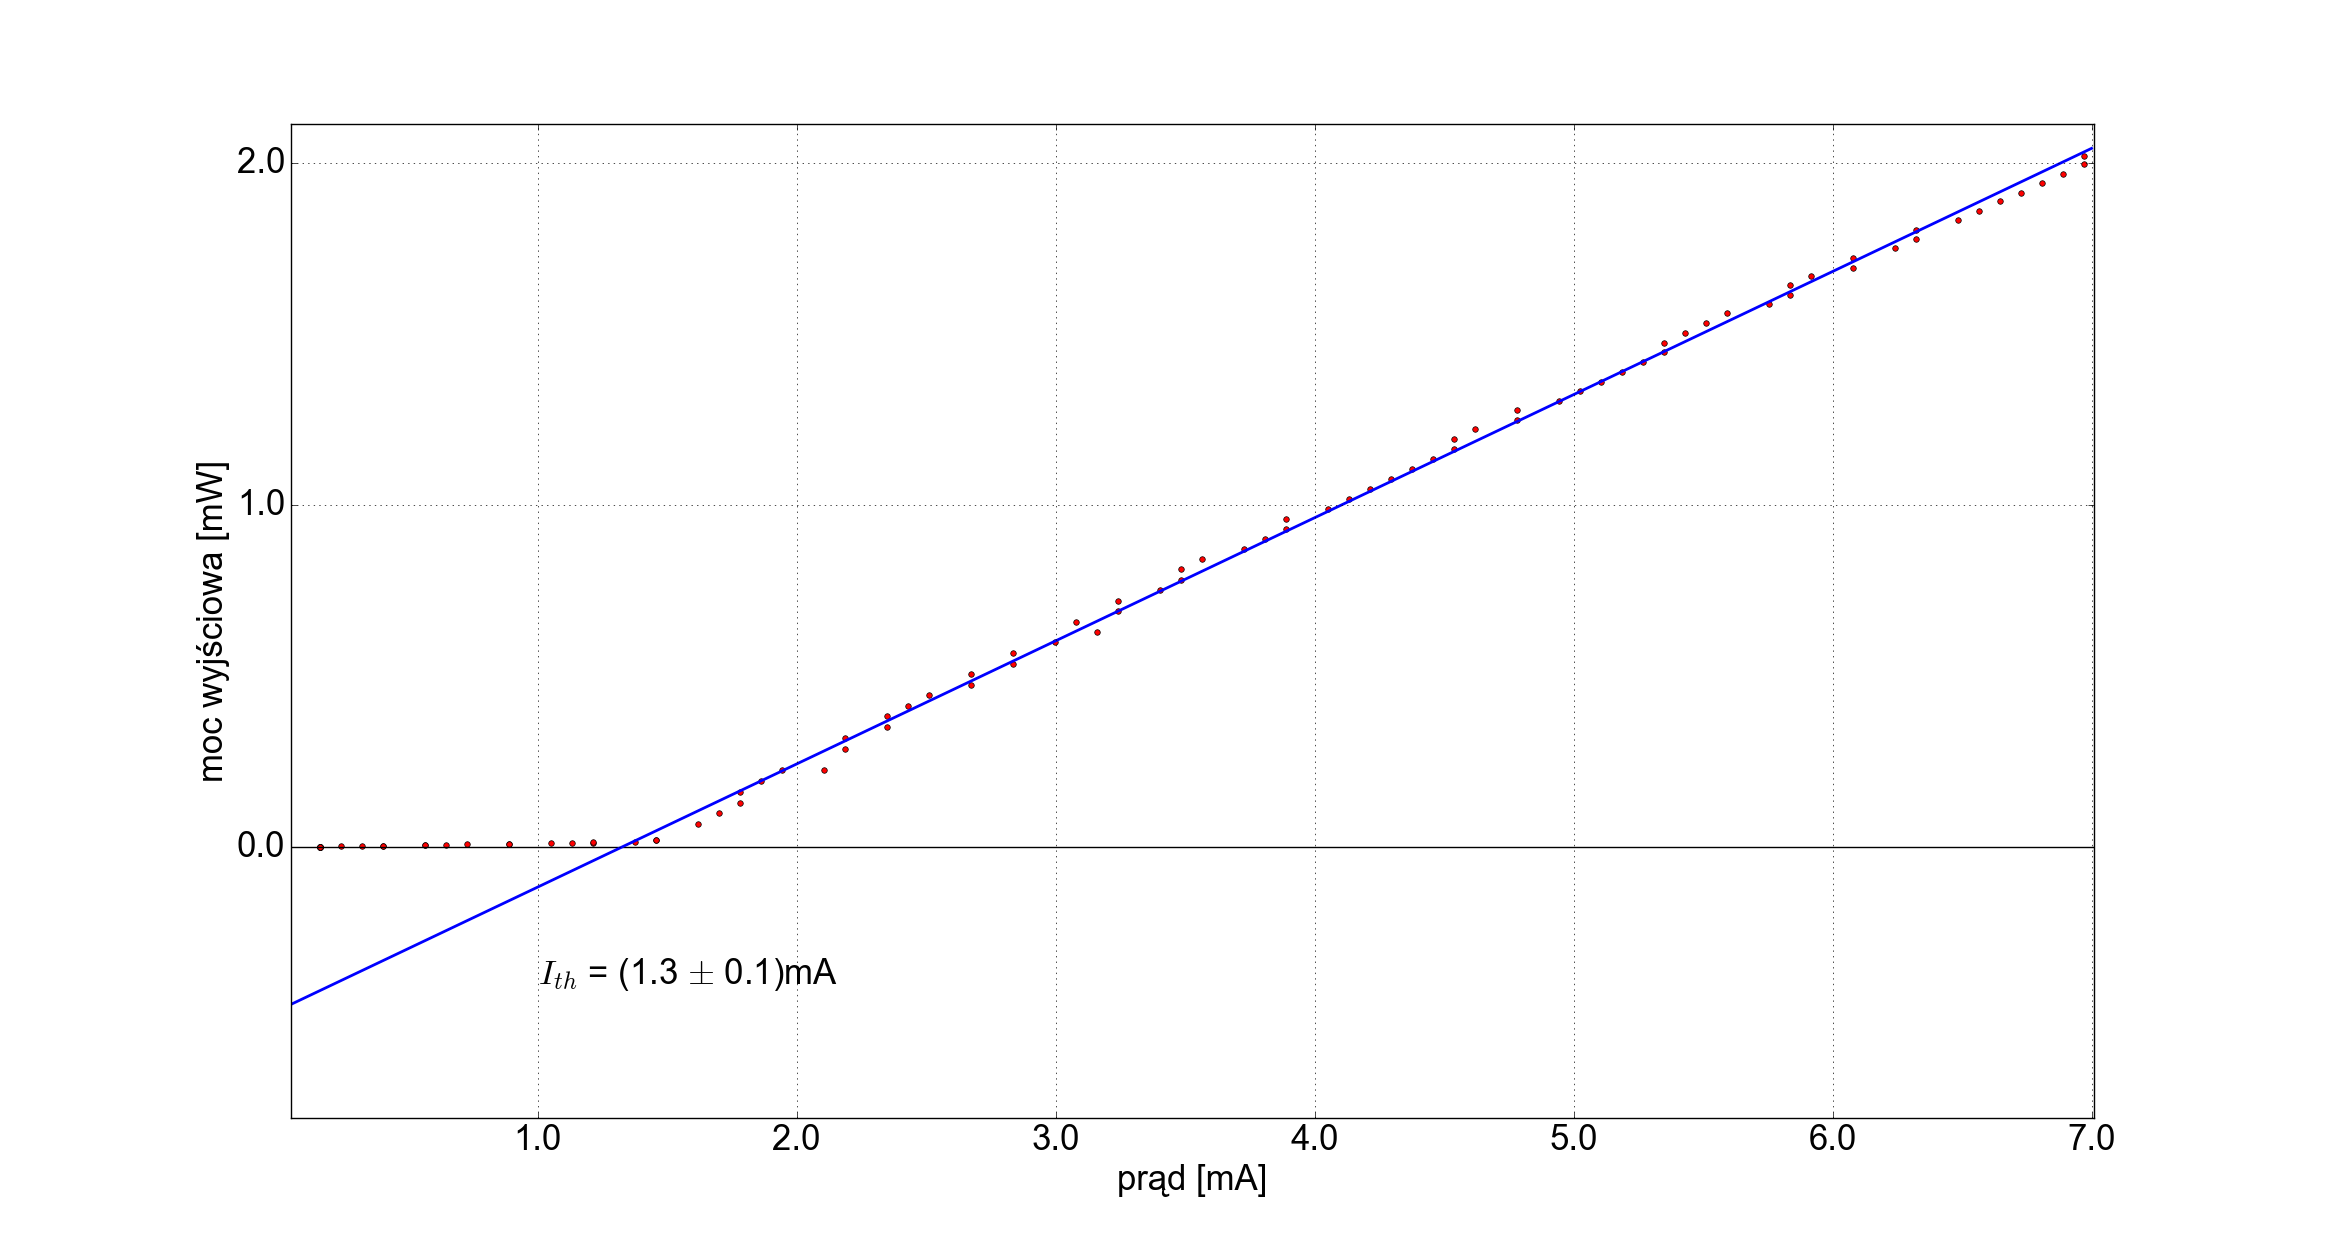 2.0
1.0
0.0
moc wyjściowa [mW]
I_th = (1.3 ± 0.1)mA
1.0 2.0 3.0 4.0 5.0 6.0 7.0
prąd [mA]